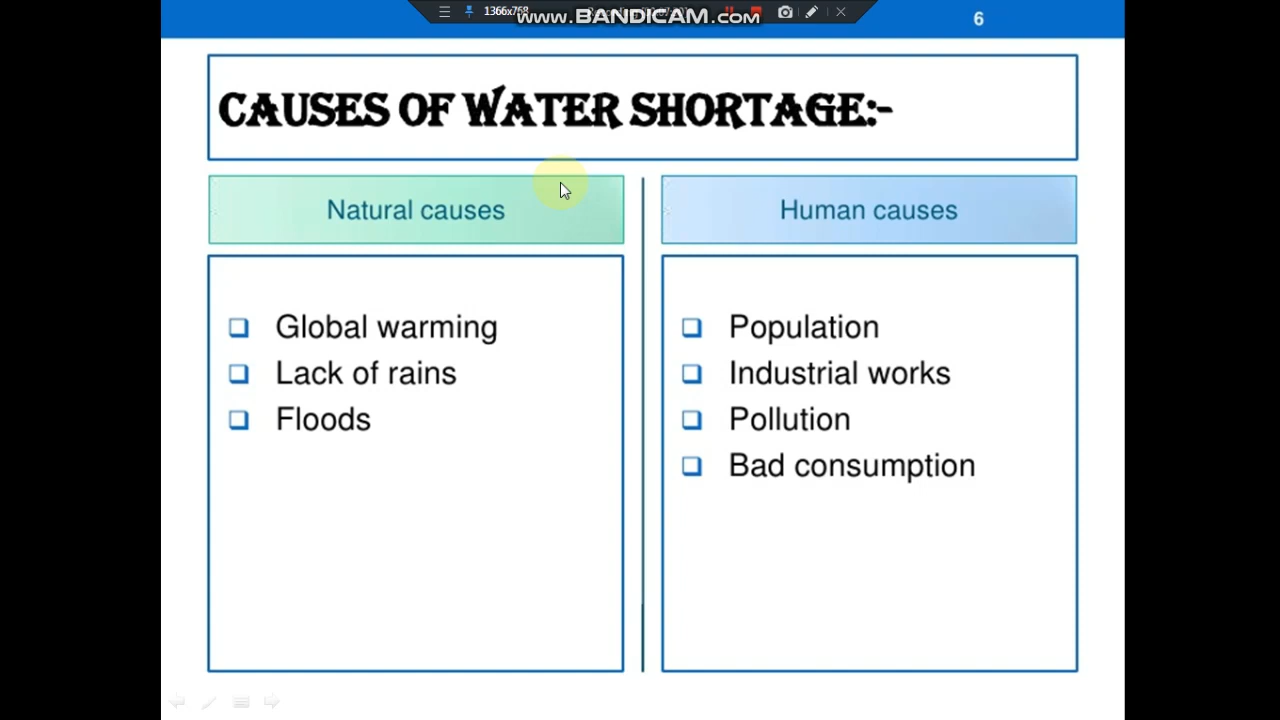 1366x768
www.BANDICAM.com
6
CAUSES OF WATER SHORTAGE:-
Natural causes
Human causes
Global warming
Lack of rains
Floods
Population
Industrial works
Pollution
Bad consumption